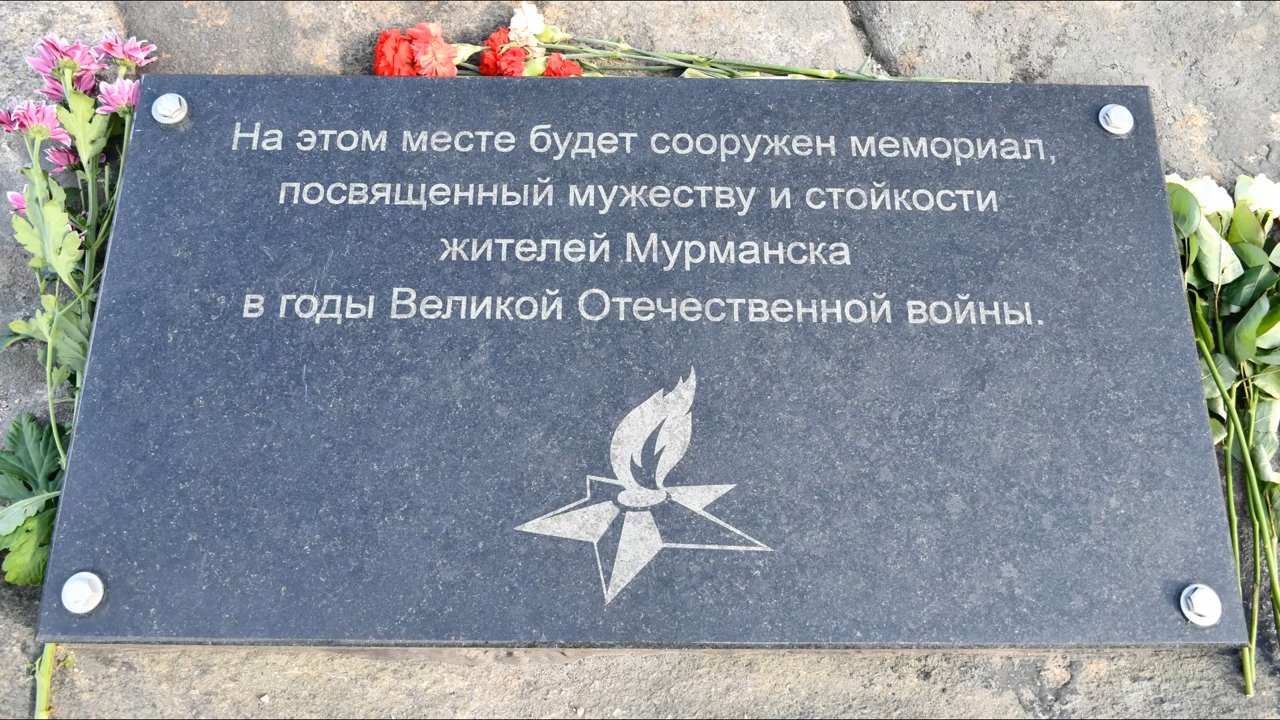 На этом месте будет сооружен мемориал,
посвященный мужеству и стойкости
жителей Мурманска
в годы Великой Отечественной войны.